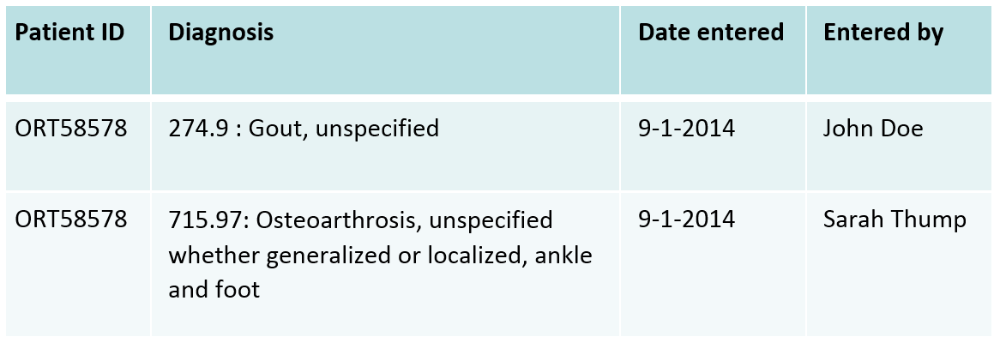 Patient ID Diagnosis Date entered Entered by
ORT58578 274.9 : Gout, unspecified 9-1-2014 John Doe
ORT58578 715.97: Osteoarthrosis, unspecified 9-1-2014 Sarah Thump
whether generalized or localized, ankle
and foot